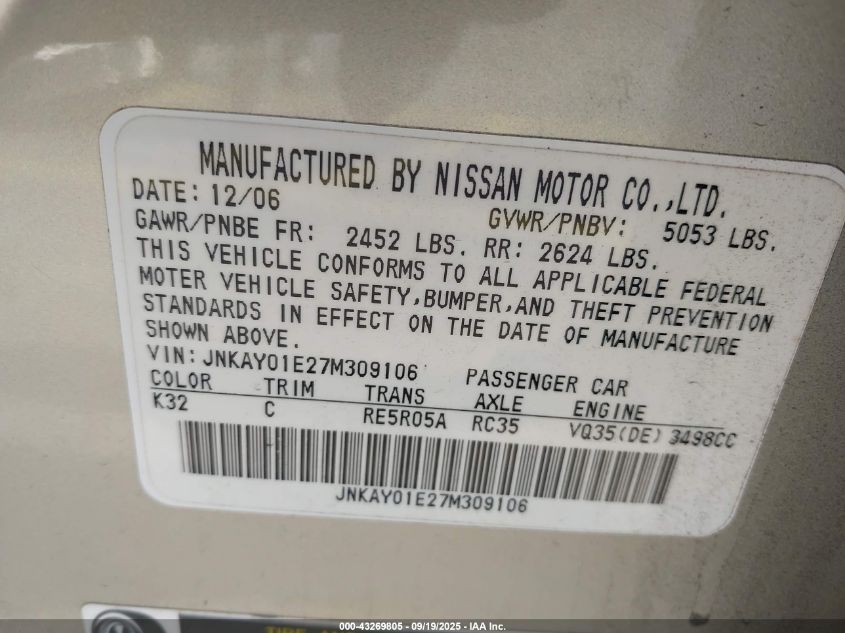 MANUFACTURED BY NISSAN MOTOR CO.,LTD.
DATE: 12/06 GVWR/PNBV: 5053 LBS.
GAWR/PNBE FR: 2452 LBS. RR: 2624 LBS.
THIS VEHICLE CONFORMS TO ALL APPLICABLE FEDERAL
MOTER VEHICLE SAFETY,BUMPER,AND THEFT PREVENTION
STANDARDS IN EFFECT ON THE DATE OF MANUFACTURE
SHOWN ABOVE.
VIN: JNKAY01E27M309106 PASSENGER CAR
COLOR TRIM TRANS AXLE ENGINE
K32 C RE5R05A RC35 VQ35(DE) 3498CC
JNKAY01E27M309106
000-43269805 - 09/19/2025 - IAA Inc.